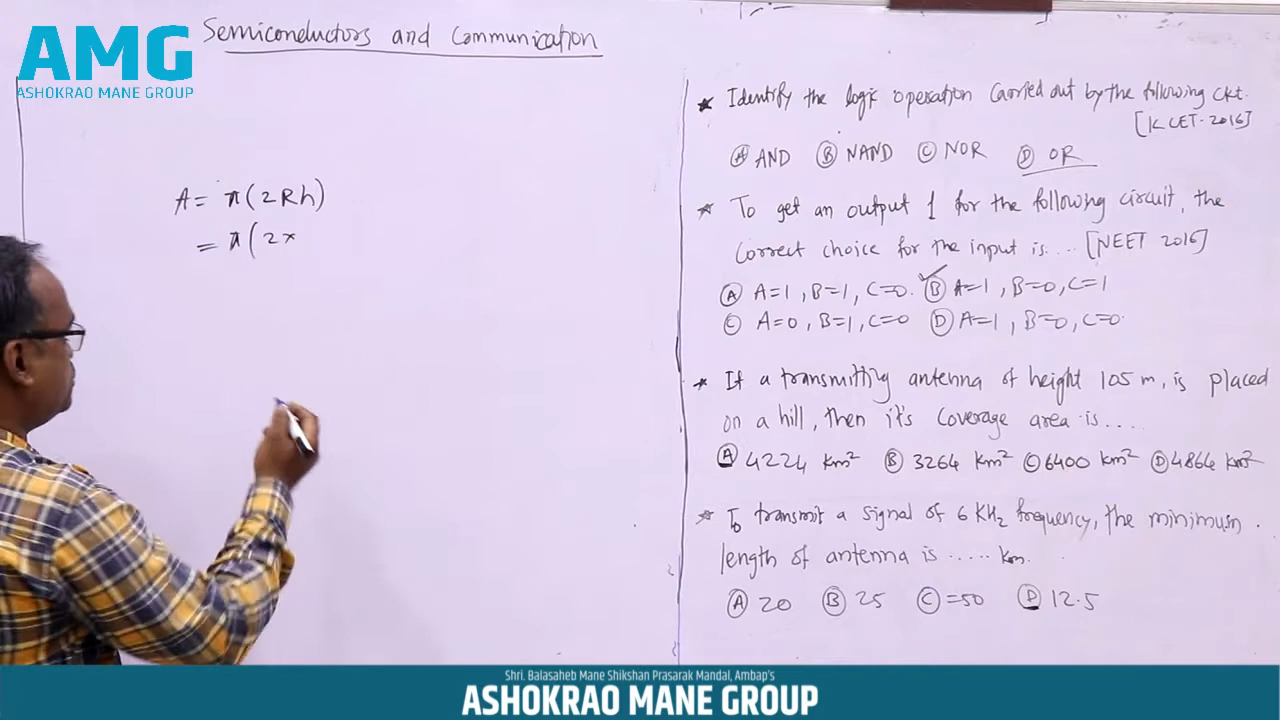 AMG
ASHOKRAO MANE GROUP
Semiconductors and Communication
A = π(2Rh)
= π(2×
* Identify the logic operation carried out by the following ckt.
[KCET-2016]
Ⓐ AND Ⓑ NAND Ⓒ NOR Ⓓ OR
* To get an output 1 for the following circuit, the
correct choice for the input is.... [NEET 2016]
Ⓐ A=1, B=1, C=0. Ⓑ A=1, B=0, C=1
Ⓒ A=0, B=1, C=0 Ⓓ A=1, B=0, C=0
* If a transmitting antenna of height 105 m, is placed
on a hill, then it's coverage area is ....
Ⓐ 4224 Km² Ⓑ 3264 Km² Ⓒ 6400 Km² Ⓓ 4864 Km²
* To transmit a signal of 6 KHz frequency, the minimum
length of antenna is ..... Km.
Ⓐ 20 Ⓑ 25 Ⓒ =50 Ⓓ 12.5
Shri. Balasaheb Mane Shikshan Prasarak Mandal, Ambap's
ASHOKRAO MANE GROUP